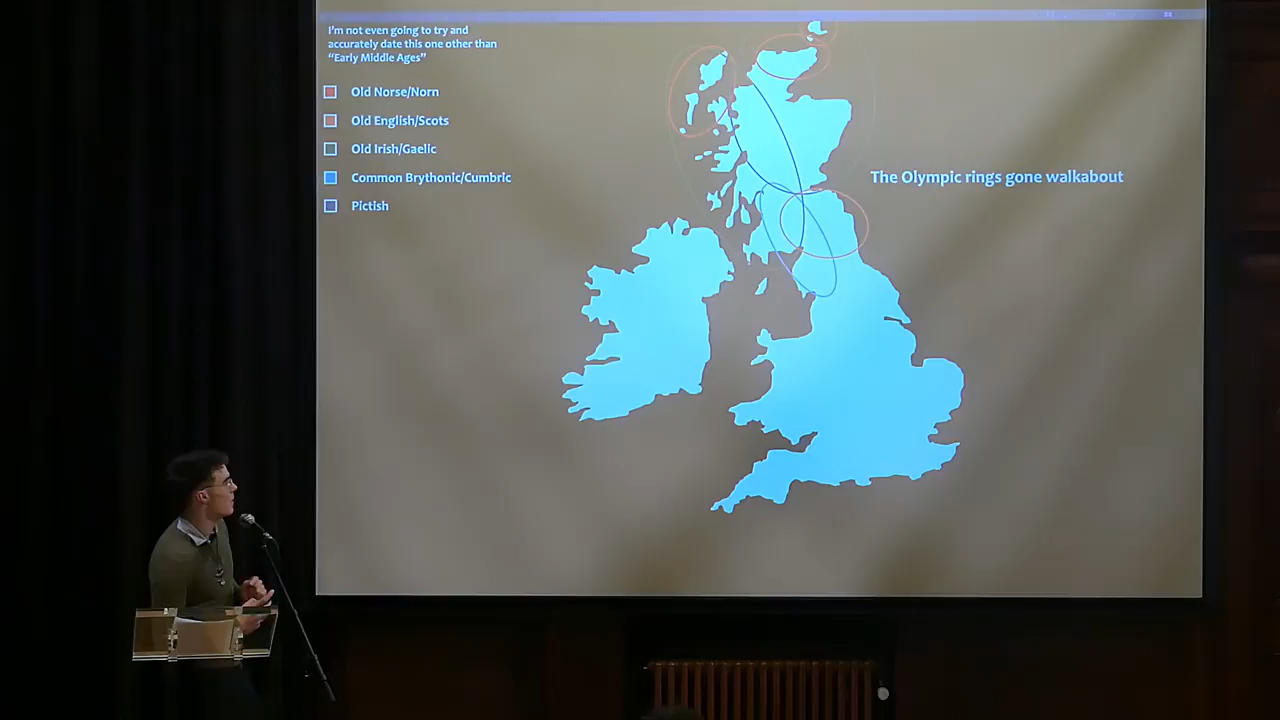 I'm not even going to try and
accurately date this one other than
“Early Middle Ages”
Old Norse/Norn
Old English/Scots
Old Irish/Gaelic
Common Brythonic/Cumbric
Pictish
The Olympic rings gone walkabout